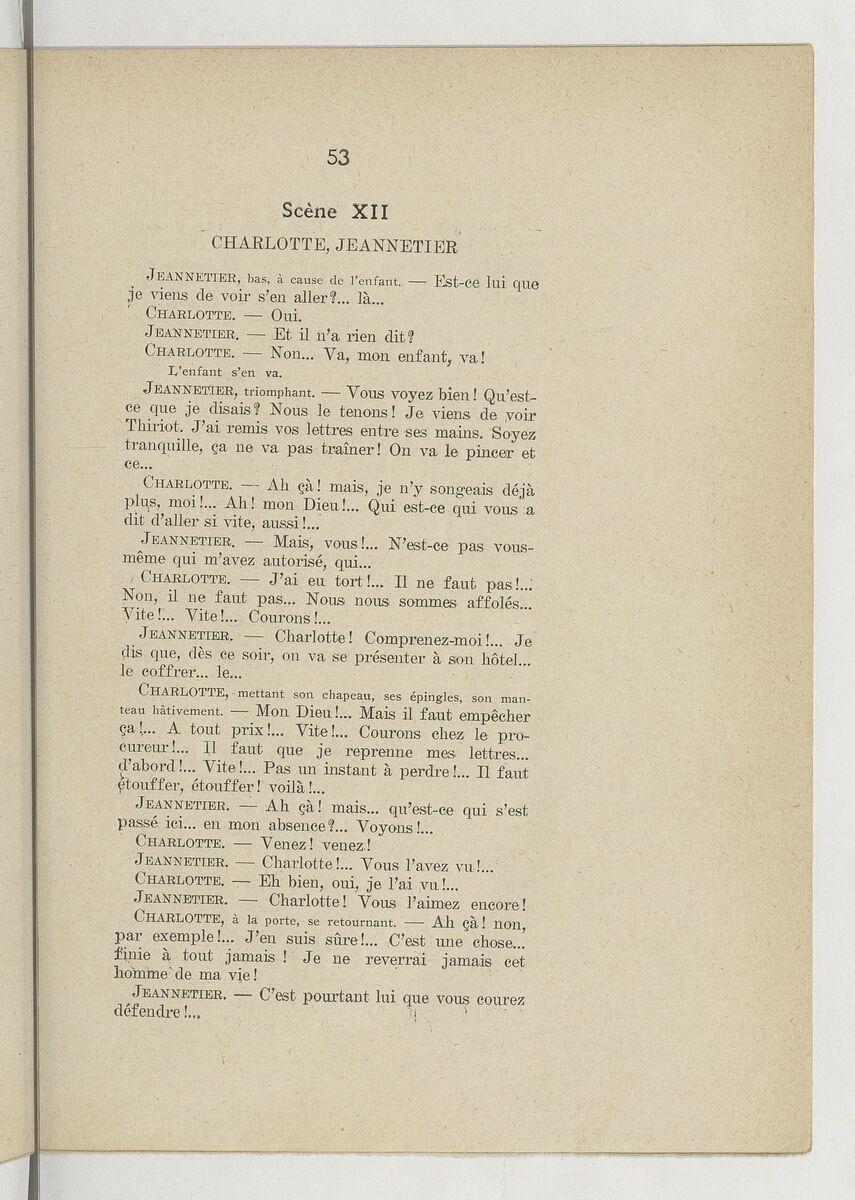 53
Scène XII
CHARLOTTE, JEANNETIER
JEANNETIER, bas, à cause de l'enfant. — Est-ce lui que
je viens de voir s'en aller ?... là...
CHARLOTTE. — Oui.
JEANNETIER. — Et il n'a rien dit ?
CHARLOTTE. — Non... Va, mon enfant, va !
L'enfant s'en va.
JEANNETIER, triomphant. — Vous voyez bien ! Qu'est-
ce que je disais ? Nous le tenons ! Je viens de voir
Thiriot. J'ai remis vos lettres entre ses mains. Soyez
tranquille, ça ne va pas traîner ! On va le pincer et
ce...
CHARLOTTE. — Ah çà ! mais, je n'y songeais déjà
plus, moi !... Ah ! mon Dieu !... Qui est-ce qui vous a
dit d'aller si vite, aussi !...
JEANNETIER. — Mais, vous !... N'est-ce pas vous-
même qui m'avez autorisé, qui...
CHARLOTTE. — J'ai eu tort !... Il ne faut pas !...
Non, il ne faut pas... Nous nous sommes affolés...
Vite !... Vite !... Courons !...
JEANNETIER. — Charlotte ! Comprenez-moi !... Je
dis que, dès ce soir, on va se présenter à son hôtel...
le coffrer... le...
CHARLOTTE, mettant son chapeau, ses épingles, son man-
teau hâtivement. — Mon Dieu !... Mais il faut empêcher
ça !... A tout prix !... Vite !... Courons chez le pro-
cureur !... Il faut que je reprenne mes lettres...
d'abord !... Vite !... Pas un instant à perdre !... Il faut
étouffer, étouffer ! voilà !...
JEANNETIER. — Ah çà ! mais... qu'est-ce qui s'est
passé ici... en mon absence ?... Voyons !...
CHARLOTTE. — Venez ! venez !
JEANNETIER. — Charlotte !... Vous l'avez vu !...
CHARLOTTE. — Eh bien, oui, je l'ai vu !...
JEANNETIER. — Charlotte ! Vous l'aimez encore !
CHARLOTTE, à la porte, se retournant. — Ah çà ! non,
par exemple !... J'en suis sûre !... C'est une chose...
finie à tout jamais ! Je ne reverrai jamais cet
homme de ma vie !
JEANNETIER. — C'est pourtant lui que vous courez
défendre !...